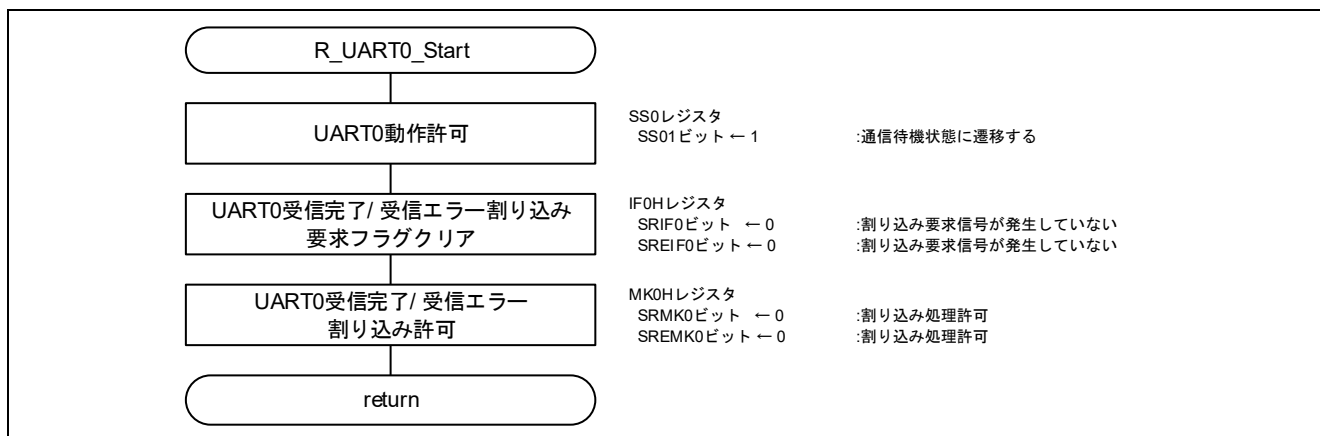 R_UART0_Start
UART0動作許可
SS0レジスタ
SS01ビット ← 1 :通信待機状態に遷移する
UART0受信完了/ 受信エラー割り込み
要求フラグクリア
IF0Hレジスタ
SRIF0ビット ← 0 :割り込み要求信号が発生していない
SREIF0ビット ← 0 :割り込み要求信号が発生していない
UART0受信完了/ 受信エラー
割り込み許可
MK0Hレジスタ
SRMK0ビット ← 0 :割り込み処理許可
SREMK0ビット ← 0 :割り込み処理許可
return